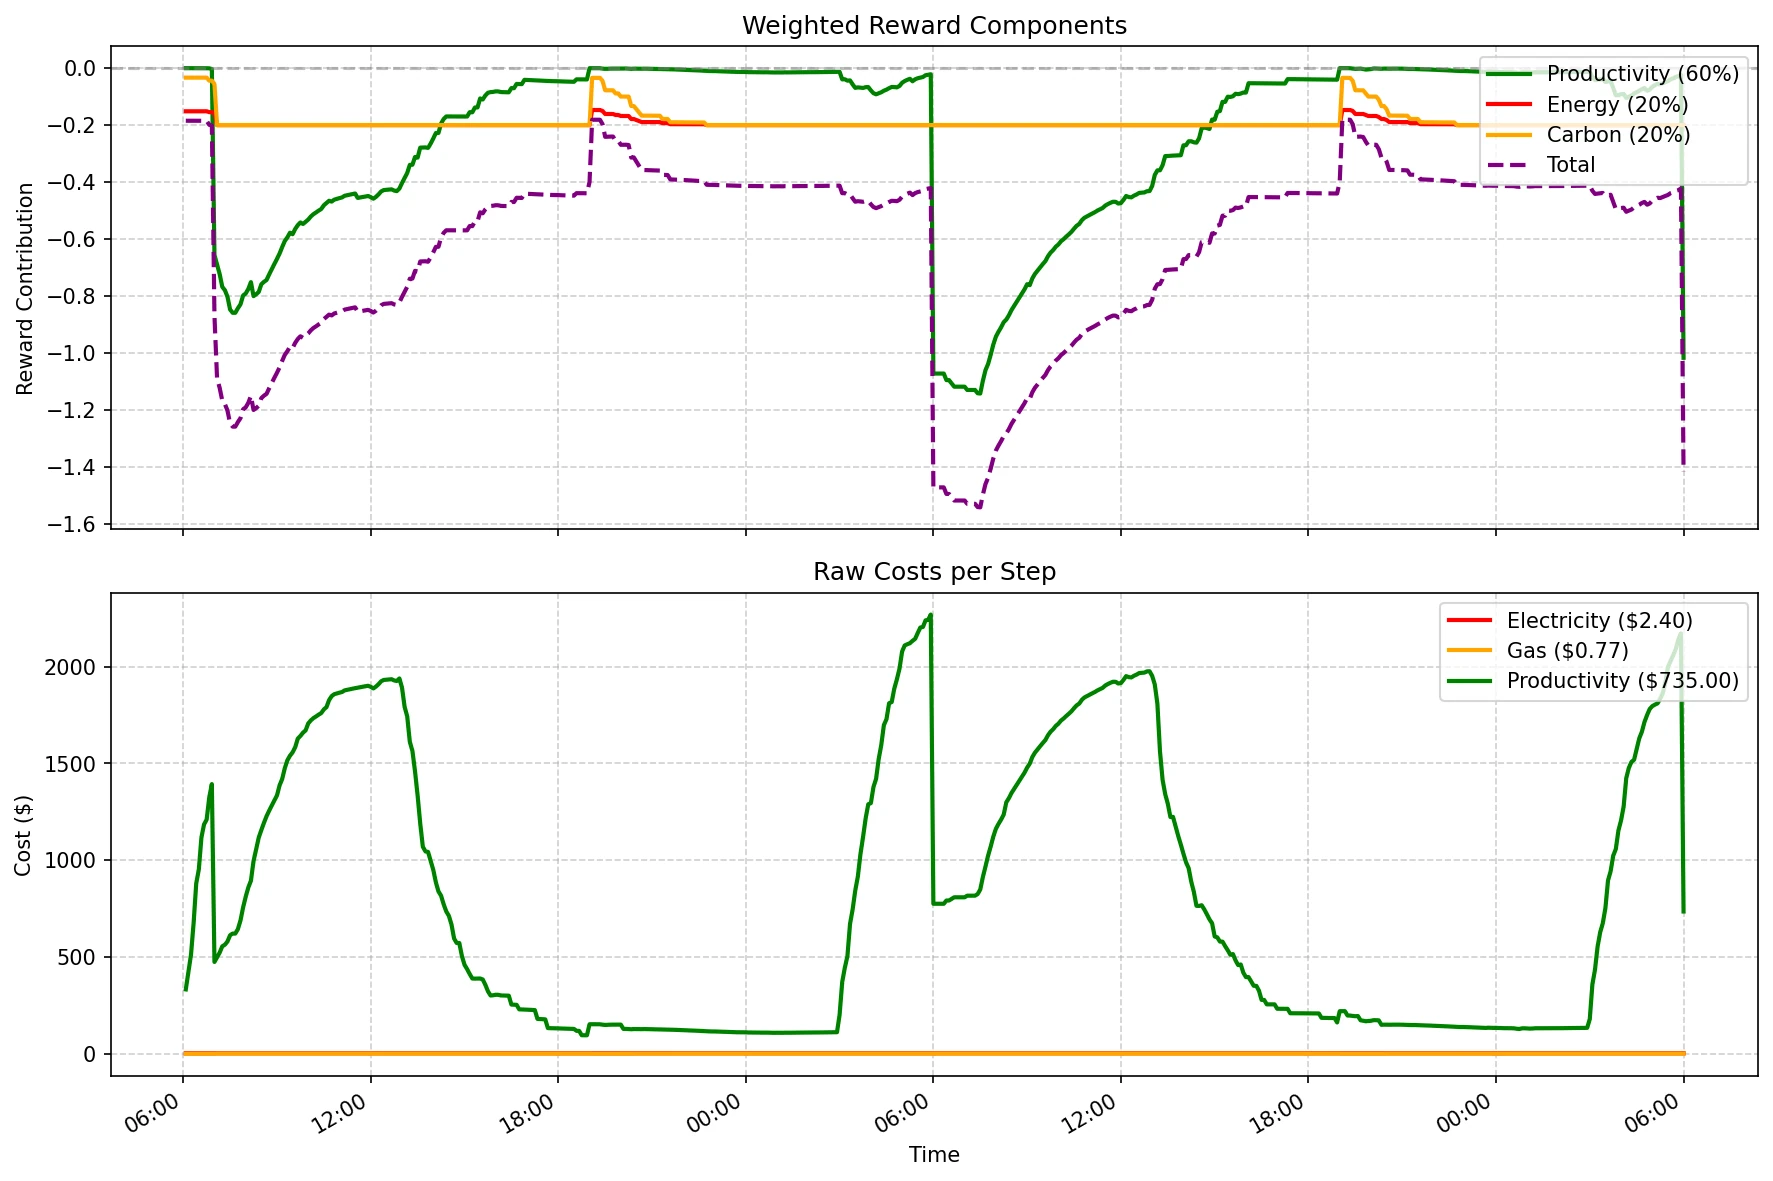 Weighted Reward Components
Reward Contribution
0.0
−0.2
−0.4
−0.6
−0.8
−1.0
−1.2
−1.4
−1.6
Productivity (60%)
Energy (20%)
Carbon (20%)
Total
Raw Costs per Step
Cost ($)
2000
1500
1000
500
0
Electricity ($2.40)
Gas ($0.77)
Productivity ($735.00)
06:00
12:00
18:00
00:00
06:00
12:00
18:00
00:00
06:00
Time